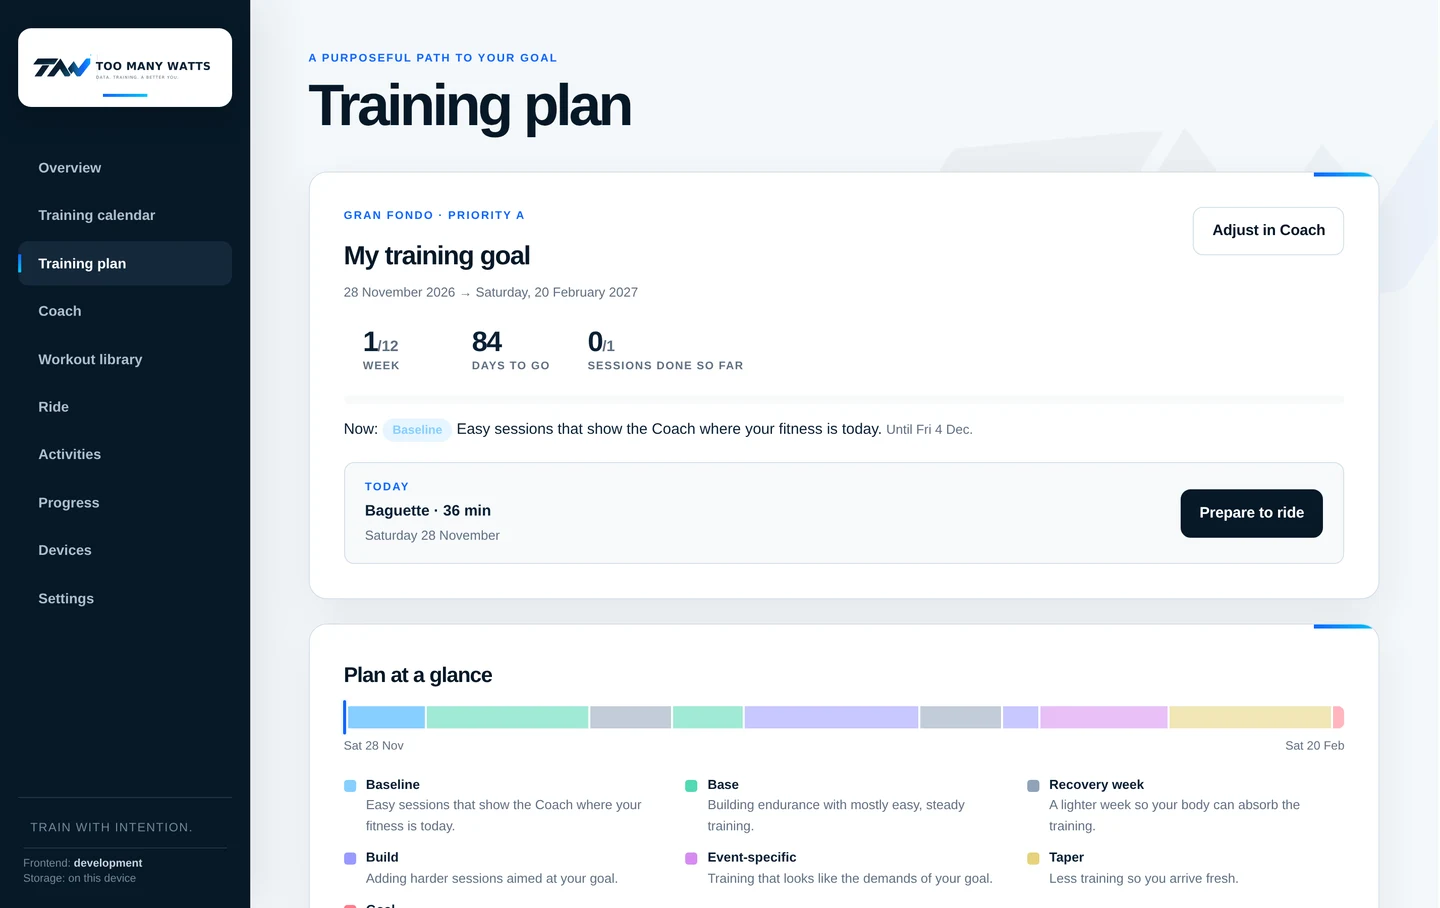 TOO MANY WATTS
DATA. TRAINING. A BETTER YOU.
Overview
Training calendar
Training plan
Coach
Workout library
Ride
Activities
Progress
Devices
Settings
TRAIN WITH INTENTION.
Frontend: development
Storage: on this device
A PURPOSEFUL PATH TO YOUR GOAL
Training plan
GRAN FONDO · PRIORITY A
Adjust in Coach
My training goal
28 November 2026 → Saturday, 20 February 2027
1/12
WEEK
84
DAYS TO GO
0/1
SESSIONS DONE SO FAR
Now: Baseline Easy sessions that show the Coach where your fitness is today. Until Fri 4 Dec.
TODAY
Baguette · 36 min
Saturday 28 November
Prepare to ride
Plan at a glance
Sat 28 Nov
Sat 20 Feb
Baseline
Easy sessions that show the Coach where your
fitness is today.
Base
Building endurance with mostly easy, steady
training.
Recovery week
A lighter week so your body can absorb the
training.
Build
Adding harder sessions aimed at your goal.
Event-specific
Training that looks like the demands of your goal.
Taper
Less training so you arrive fresh.
Goal